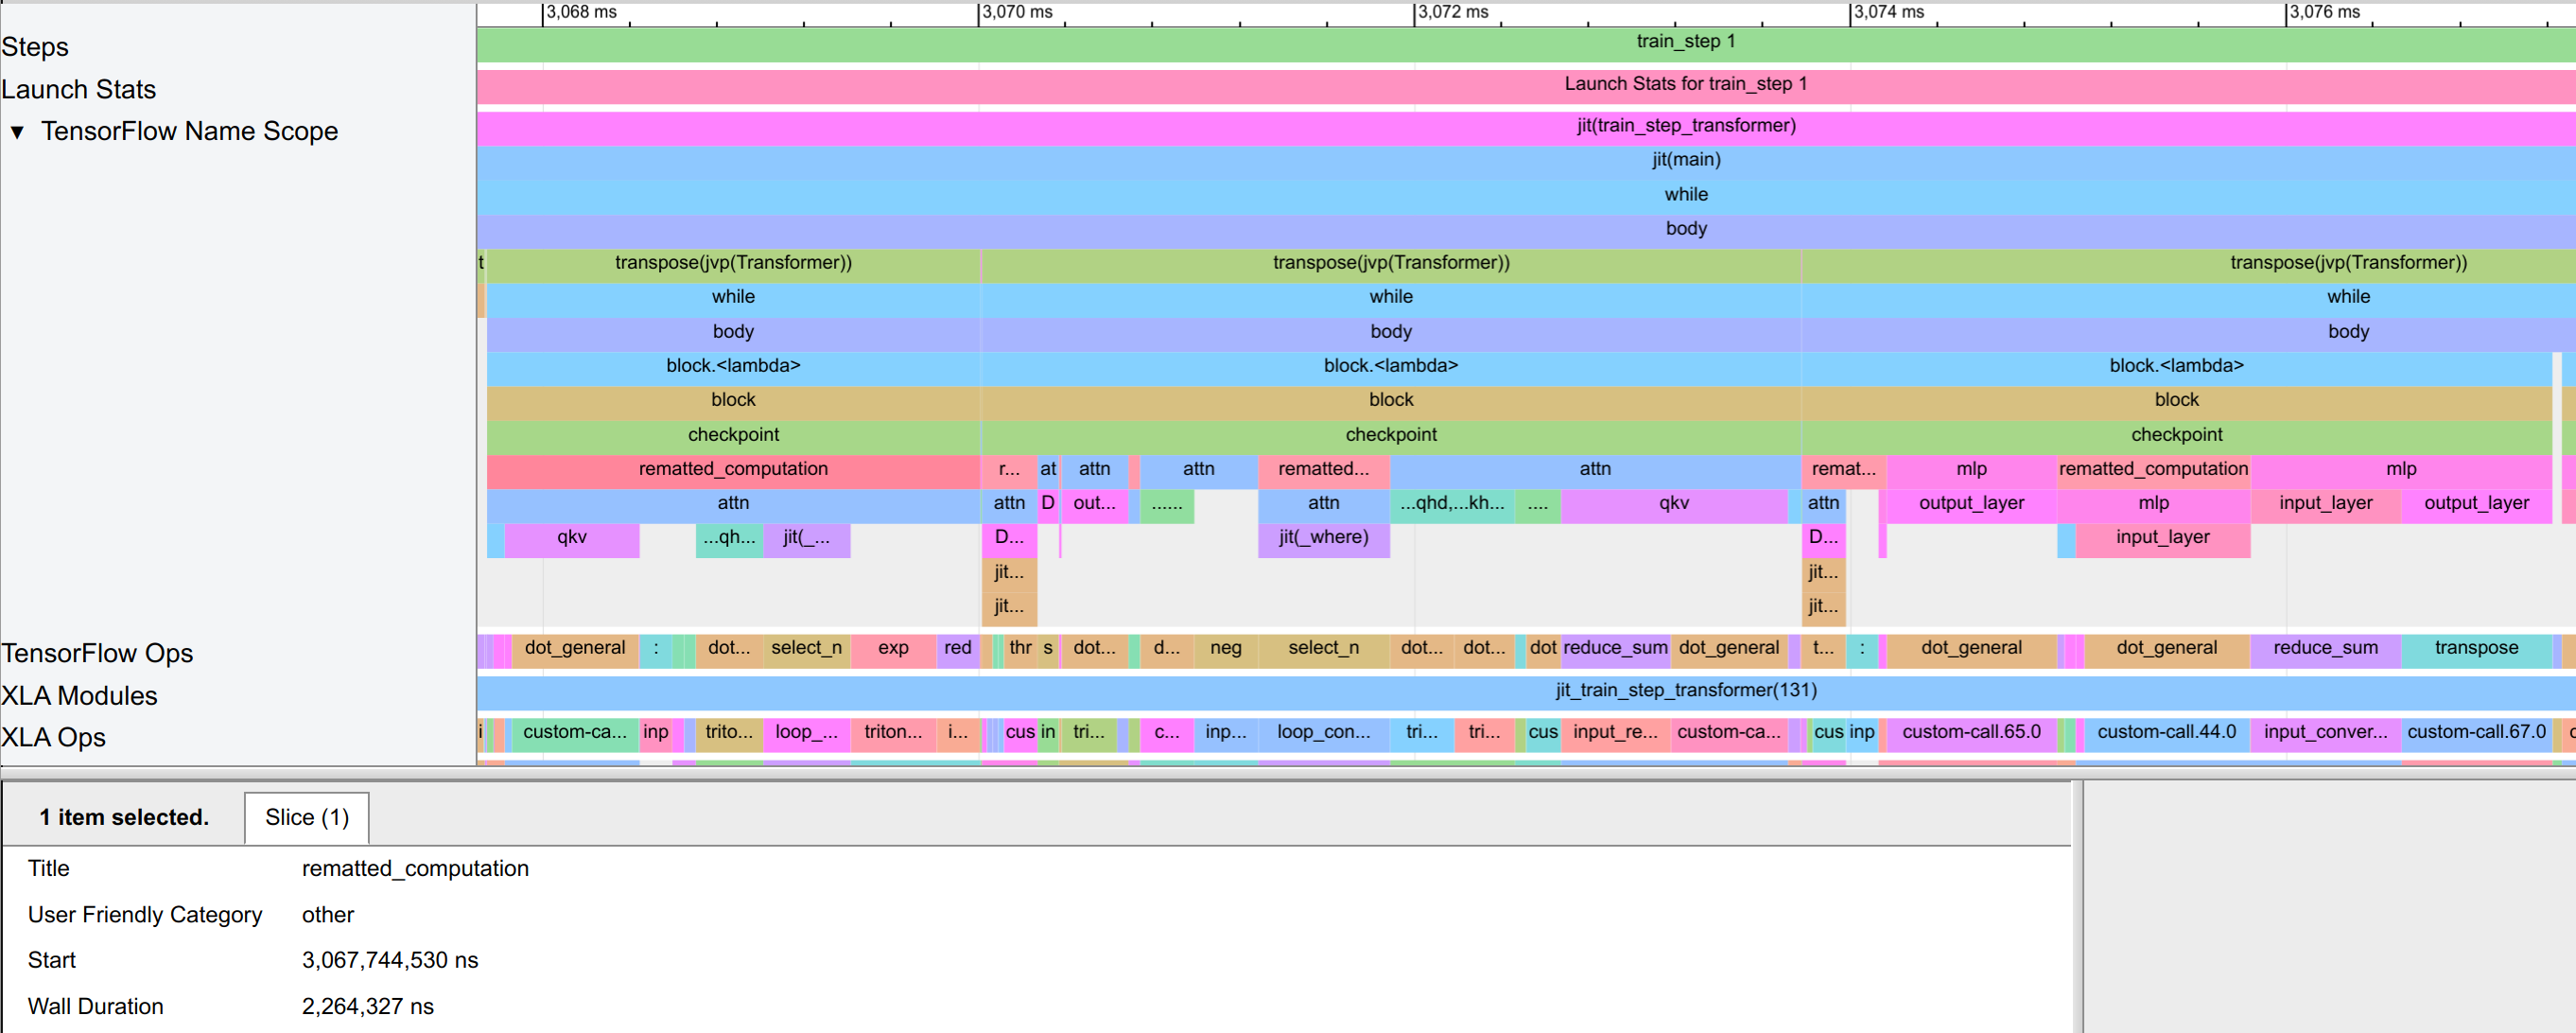 3,068 ms 3,070 ms 3,072 ms 3,074 ms 3,076 ms
Steps train_step 1
Launch Stats Launch Stats for train_step 1
▼ TensorFlow Name Scope jit(train_step_transformer)
jit(main)
while
body
t transpose(jvp(Transformer)) transpose(jvp(Transformer)) transpose(jvp(Transformer))
while while while
body body body
block.<lambda> block.<lambda> block.<lambda>
block block block
checkpoint checkpoint checkpoint
rematted_computation r... at attn attn rematted... attn remat... mlp rematted_computation mlp
attn attn D out... ...... attn ...qhd,...kh... .... qkv attn output_layer mlp input_layer output_layer
qkv ...qh... jit(_... D... jit(_where) D... input_layer
jit... jit...
jit... jit...
TensorFlow Ops dot_general : dot... select_n exp red thr s dot... d... neg select_n dot... dot... dot reduce_sum dot_general t... : dot_general dot_general reduce_sum transpose
XLA Modules jit_train_step_transformer(131)
XLA Ops i custom-ca... inp trito... loop_... triton... i... cus in tri... c... inp... loop_con... tri... tri... cus input_re... custom-ca... cus inp custom-call.65.0 custom-call.44.0 input_conver... custom-call.67.0 c
1 item selected. Slice (1)
Title rematted_computation
User Friendly Category other
Start 3,067,744,530 ns
Wall Duration 2,264,327 ns